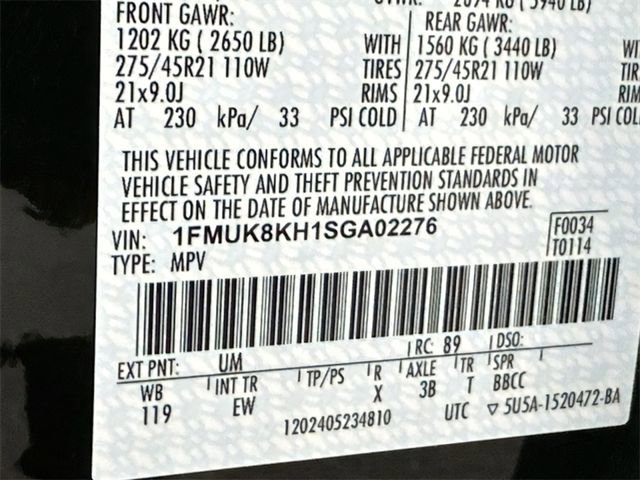 2694 KG ( 5940 LB)
FRONT GAWR: REAR GAWR:
1202 KG ( 2650 LB) WITH 1560 KG ( 3440 LB)
275/45R21 110W TIRES 275/45R21 110W
21x9.0J RIMS 21x9.0J
AT 230 kPa/ 33 PSI COLD AT 230 kPa/ 33 PSI
THIS VEHICLE CONFORMS TO ALL APPLICABLE FEDERAL MOTOR
VEHICLE SAFETY AND THEFT PREVENTION STANDARDS IN
EFFECT ON THE DATE OF MANUFACTURE SHOWN ABOVE.
VIN: 1FMUK8KH1SGA02276 F0034
TYPE: MPV T0114
EXT PNT: UM RC: 89 DSO:
WB INT TR TP/PS R AXLE TR SPR
119 EW X 3B T BBCC
1202405234810 UTC ▽ 5U5A-1520472-BA